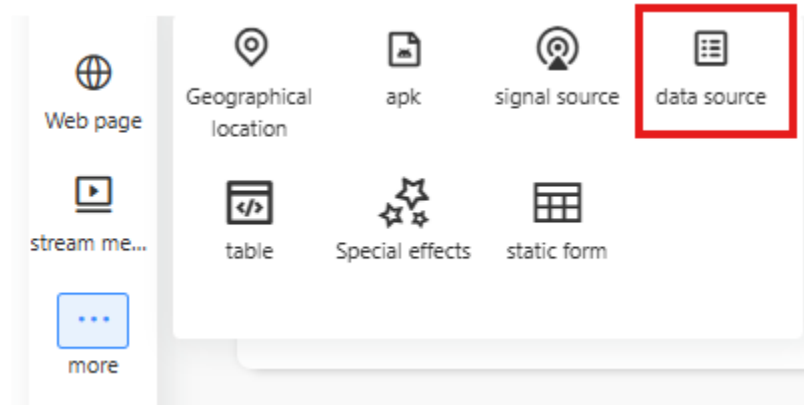 Web page
stream me...
more
Geographical
location
apk
signal source
data source
table
Special effects
static form